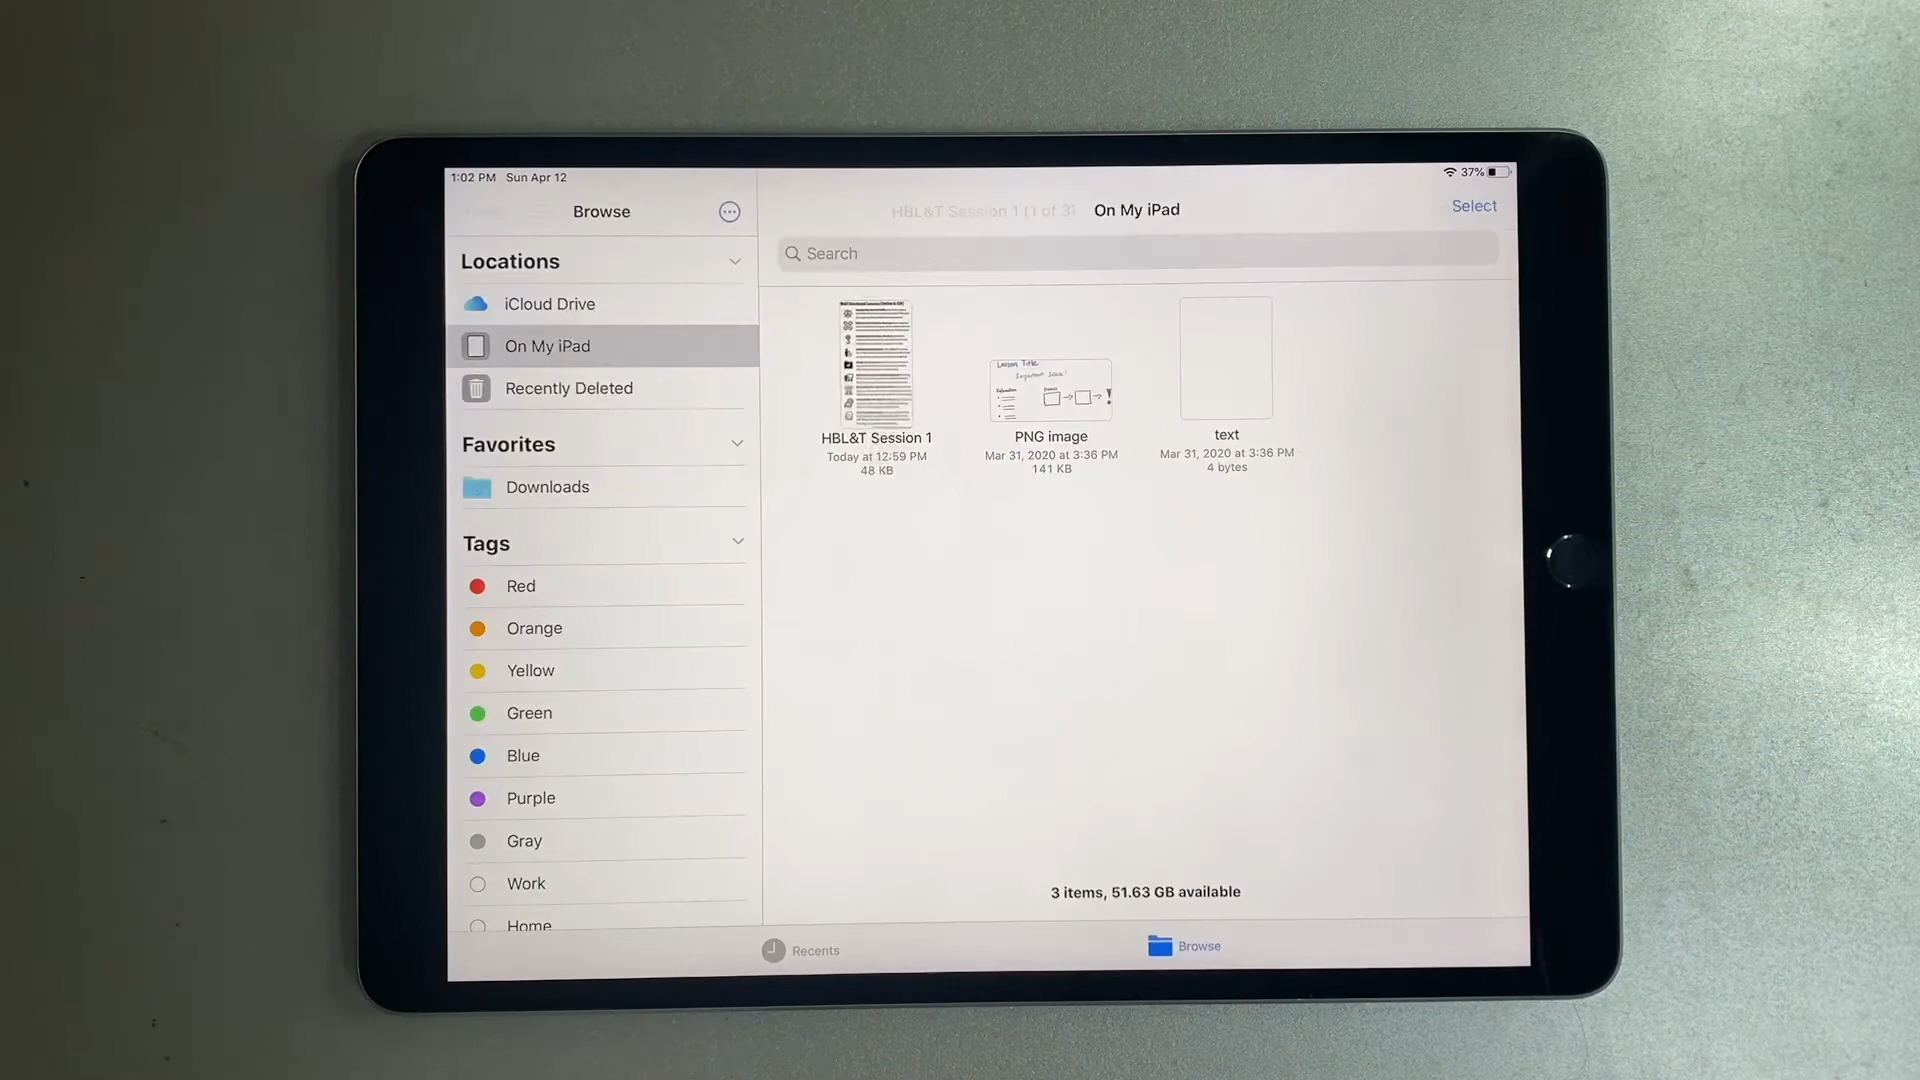 1:02 PM Sun Apr 12
37%
Browse
HBL&T Session 1 (1 of 3)
On My iPad
Select
Search
Locations
iCloud Drive
On My iPad
Recently Deleted
Favorites
Downloads
Tags
Red
Orange
Yellow
Green
Blue
Purple
Gray
Work
Home
HBL&T Session 1
Today at 12:59 PM
48 KB
Lesson Title
Important Idea!
PNG image
Mar 31, 2020 at 3:36 PM
141 KB
text
Mar 31, 2020 at 3:36 PM
4 bytes
3 items, 51.63 GB available
Recents
Browse